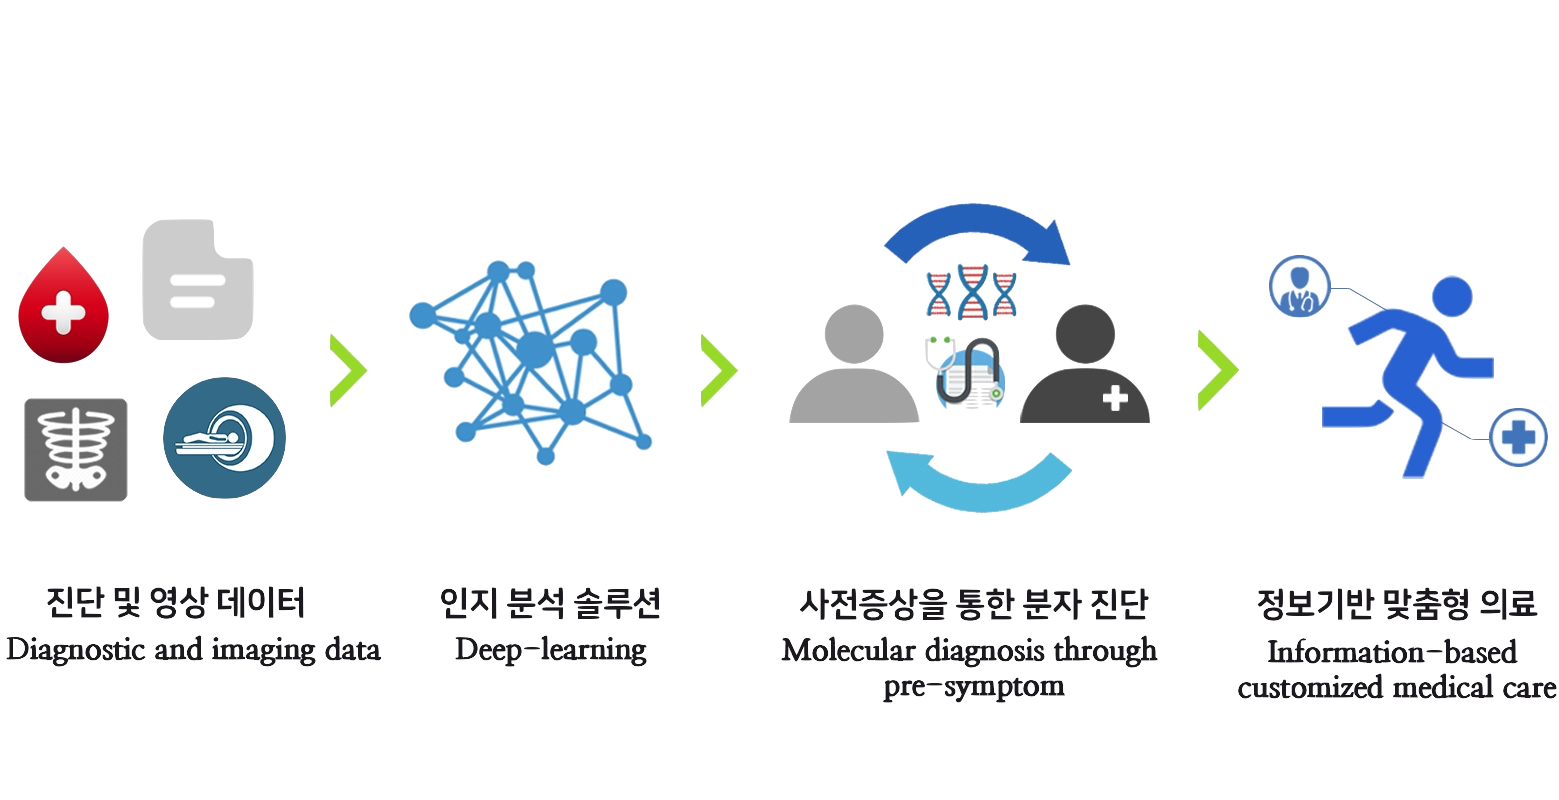 진단 및 영상 데이터
Diagnostic and imaging data
인지 분석 솔루션
Deep-learning
사전증상을 통한 분자 진단
Molecular diagnosis through
pre-symptom
정보기반 맞춤형 의료
Information-based
customized medical care